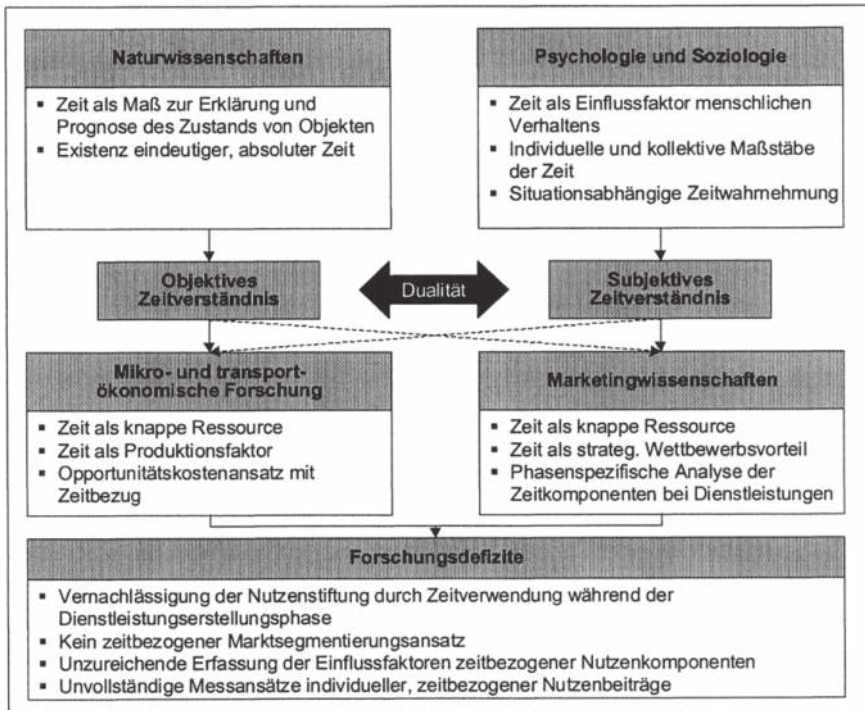 Naturwissenschaften
▪ Zeit als Maß zur Erklärung und
Prognose des Zustands von Objekten
▪ Existenz eindeutiger, absoluter Zeit
Psychologie und Soziologie
▪ Zeit als Einflussfaktor menschlichen
Verhaltens
▪ Individuelle und kollektive Maßstäbe
der Zeit
▪ Situationsabhängige Zeitwahrnehmung
Objektives
Zeitverständnis
Dualität
Subjektives
Zeitverständnis
Mikro- und transport-
ökonomische Forschung
▪ Zeit als knappe Ressource
▪ Zeit als Produktionsfaktor
▪ Opportunitätskostenansatz mit
Zeitbezug
Marketingwissenschaften
▪ Zeit als knappe Ressource
▪ Zeit als strateg. Wettbewerbsvorteil
▪ Phasenspezifische Analyse der
Zeitkomponenten bei Dienstleistungen
Forschungsdefizite
▪ Vernachlässigung der Nutzenstiftung durch Zeitverwendung während der
Dienstleistungserstellungsphase
▪ Kein zeitbezogener Marktsegmentierungsansatz
▪ Unzureichende Erfassung der Einflussfaktoren zeitbezogener Nutzenkomponenten
▪ Unvollständige Messansätze individueller, zeitbezogener Nutzenbeiträge